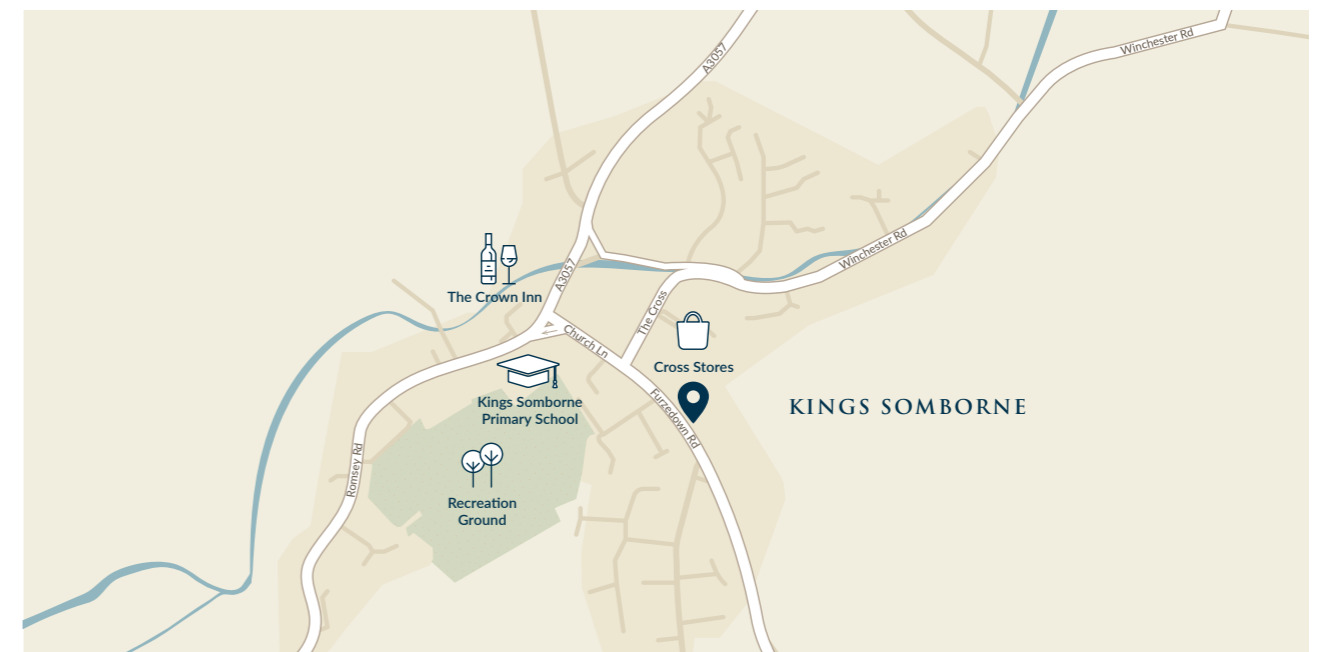 A3057
Winchester Rd
Winchester Rd
A3057
The Crown Inn
The Cross
Church Ln
Cross Stores
Kings Somborne
Primary School
Furzedown Rd
KINGS SOMBORNE
Romsey Rd
Recreation
Ground